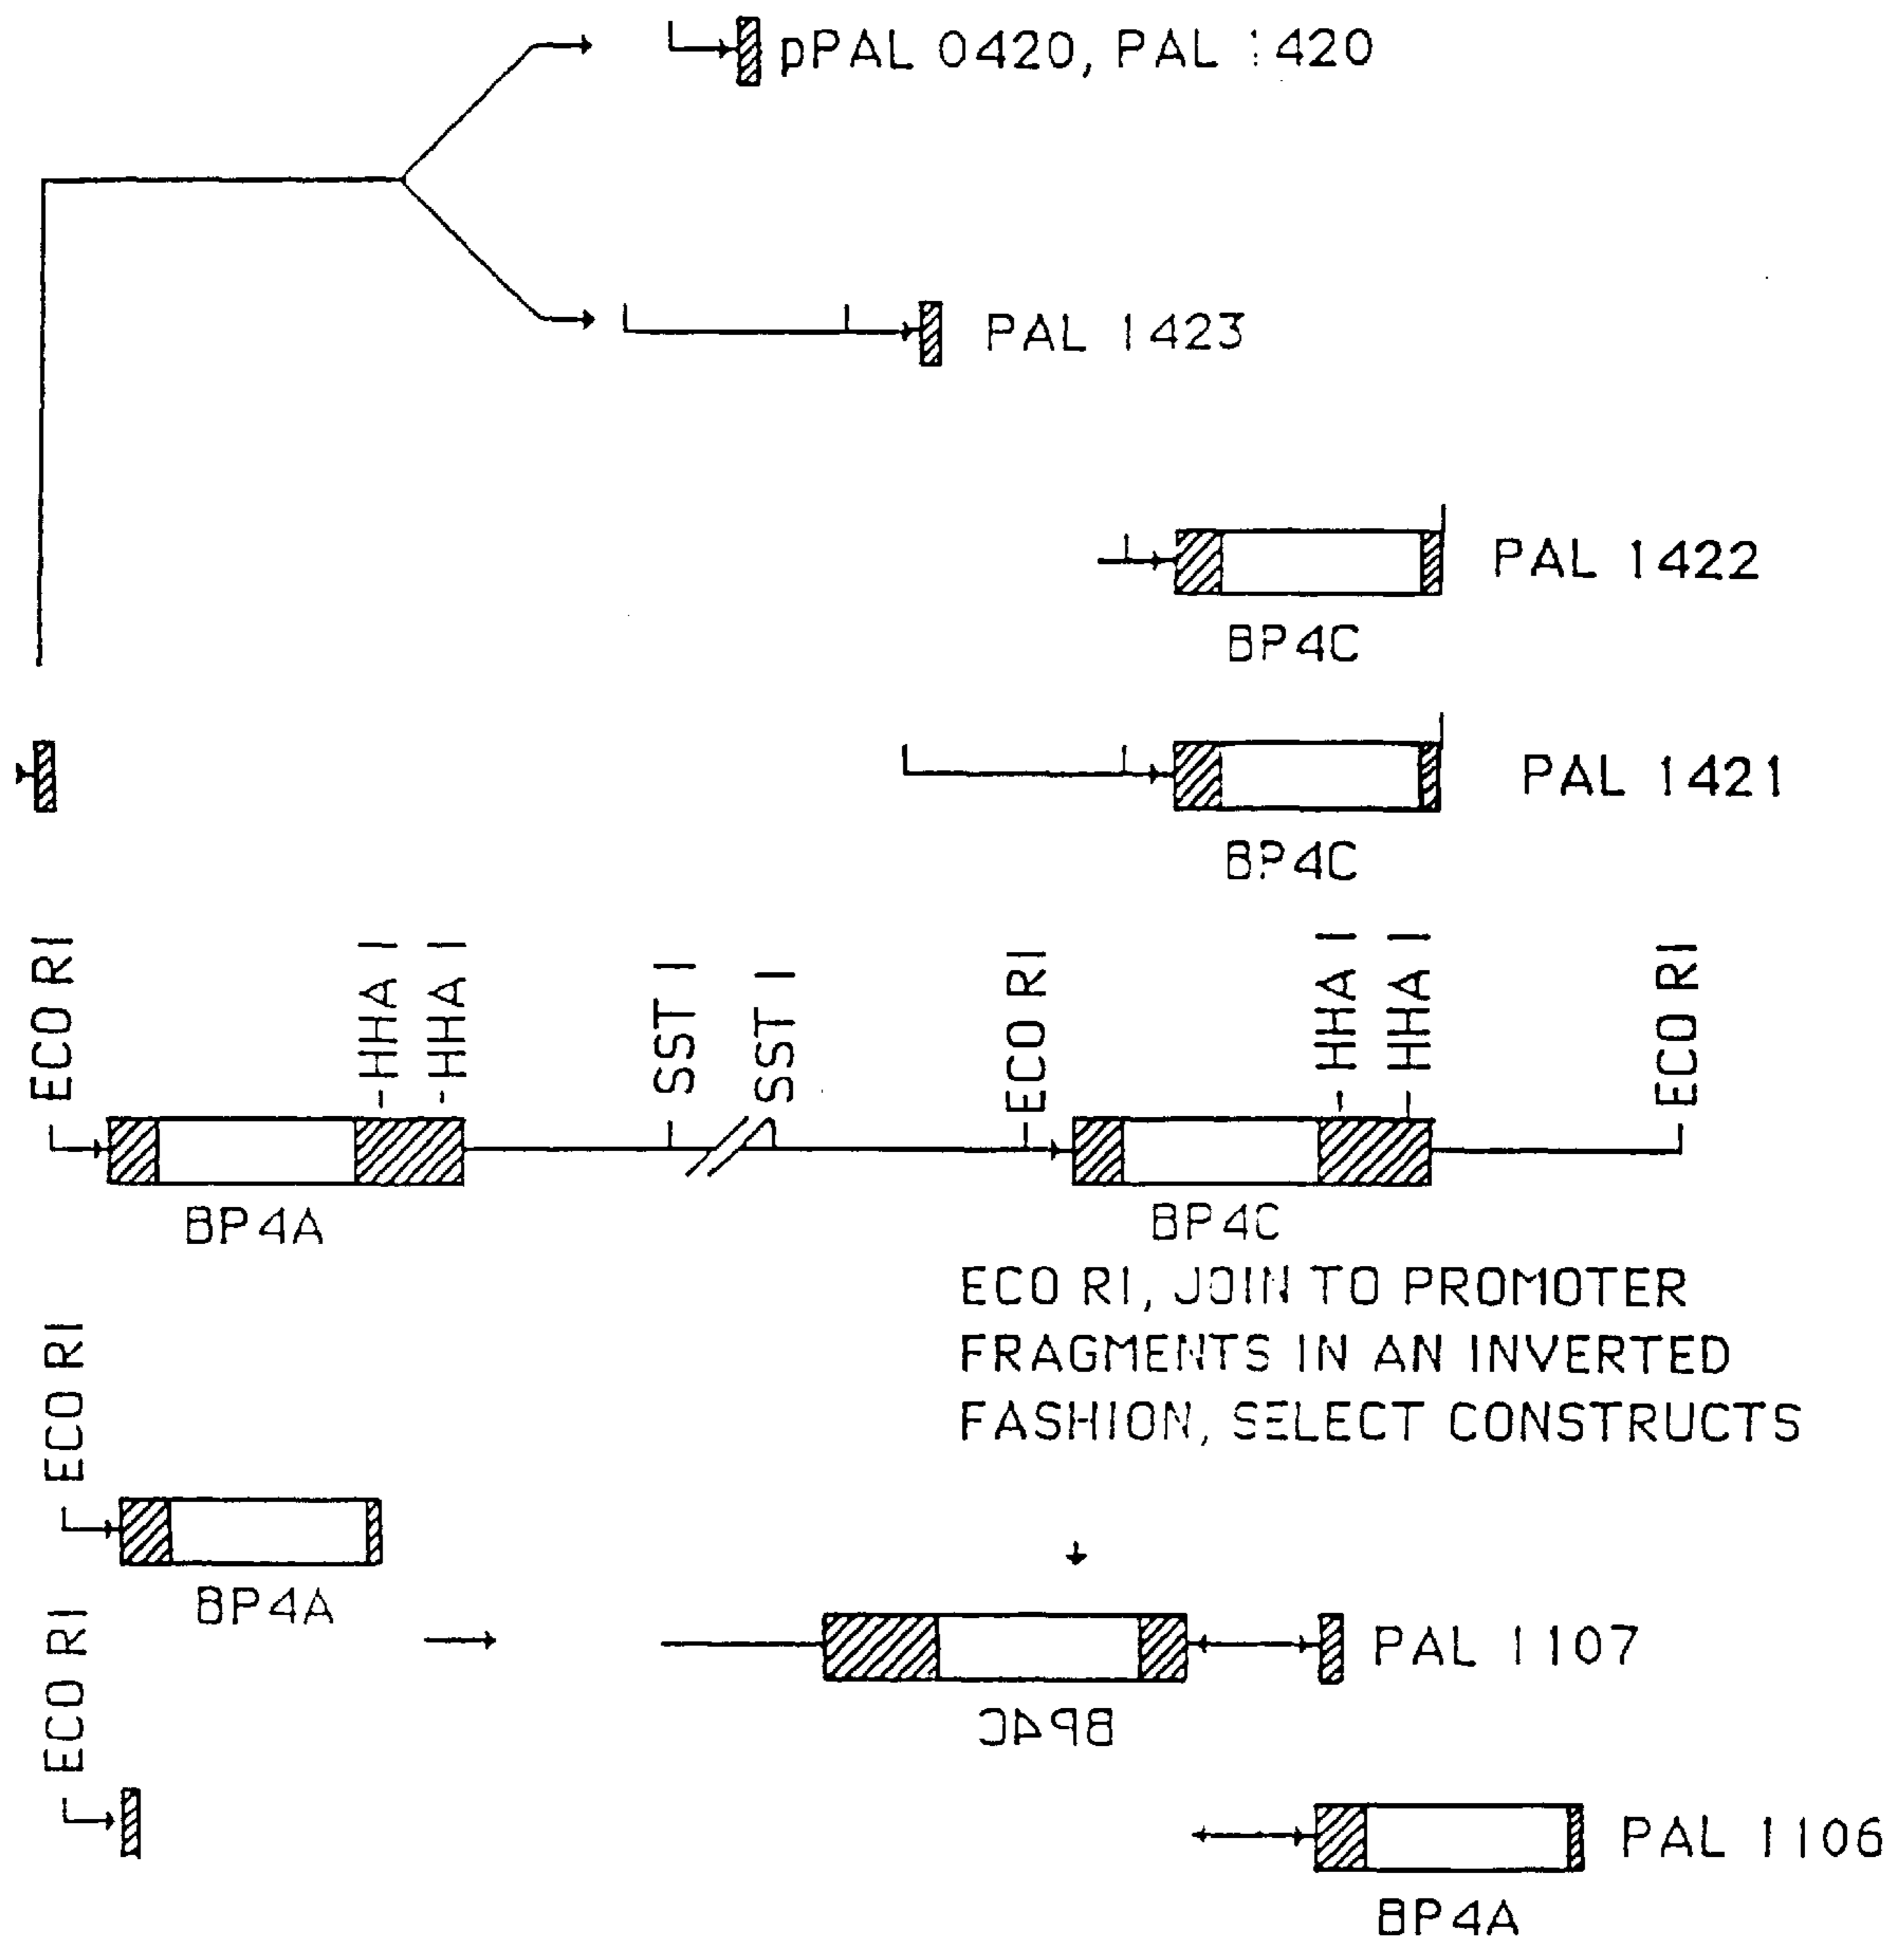 pPAL 0420, PAL 1420
PAL 1423
PAL 1422
BP4C
PAL 1421
BP4C
ECO RI
HHA I
HHA I
SST I
SST I
ECO RI
HHA I
HHA I
ECO RI
BP4A
BP4C
ECO RI, JOIN TO PROMOTER
FRAGMENTS IN AN INVERTED
FASHION, SELECT CONSTRUCTS
ECO RI
BP4A
ECO RI
PAL 1107
BP4C
PAL 1106
BP4A